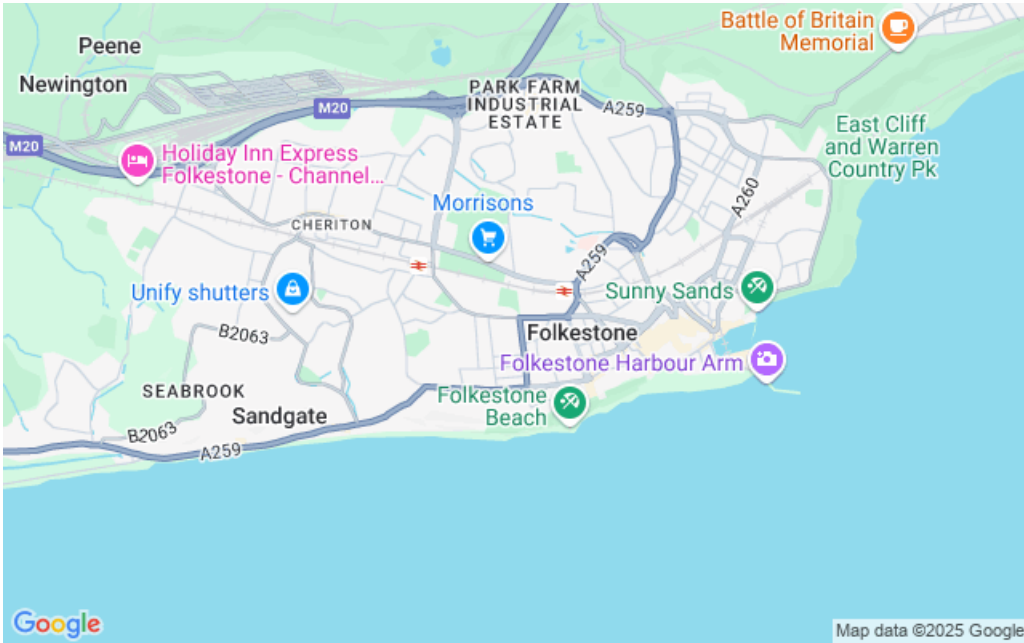 Battle of Britain
Memorial
Peene
Newington
PARK FARM
INDUSTRIAL
ESTATE
M20
A259
M20
East Cliff
and Warren
Country Pk
Holiday Inn Express
Folkestone - Channel...
A260
Morrisons
CHERITON
A259
Unify shutters
Sunny Sands
B2063
Folkestone
Folkestone Harbour Arm
SEABROOK
Folkestone
Beach
Sandgate
B2063
A259
Google
Map data ©2025 Google